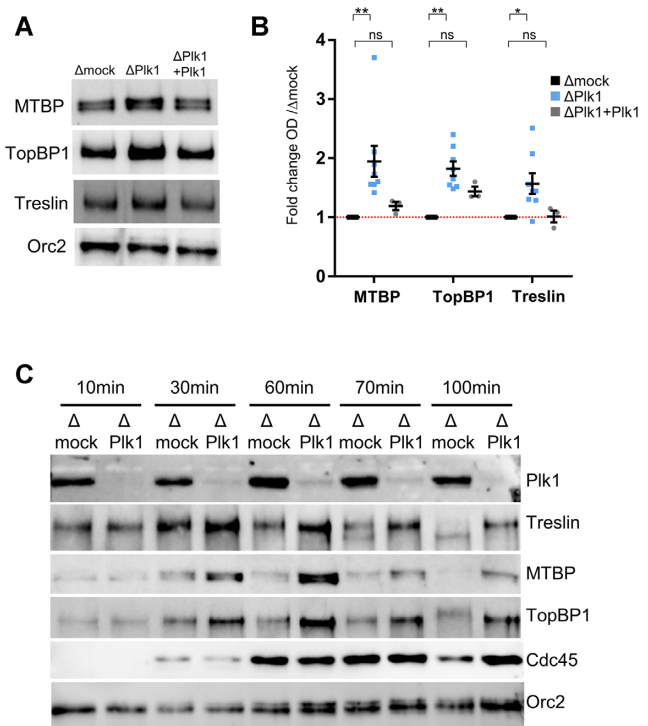 A
Δmock ΔPlk1 ΔPlk1
+Plk1
MTBP
TopBP1
Treslin
Orc2
B
** ** *
ns ns ns
4
3
2
1
0
Fold change OD /Δmock
Δmock
ΔPlk1
ΔPlk1+Plk1
MTBP TopBP1 Treslin
C
10min 30min 60min 70min 100min
Δ Δ Δ Δ Δ Δ Δ Δ Δ Δ
mock Plk1 mock Plk1 mock Plk1 mock Plk1 mock Plk1
Plk1
Treslin
MTBP
TopBP1
Cdc45
Orc2